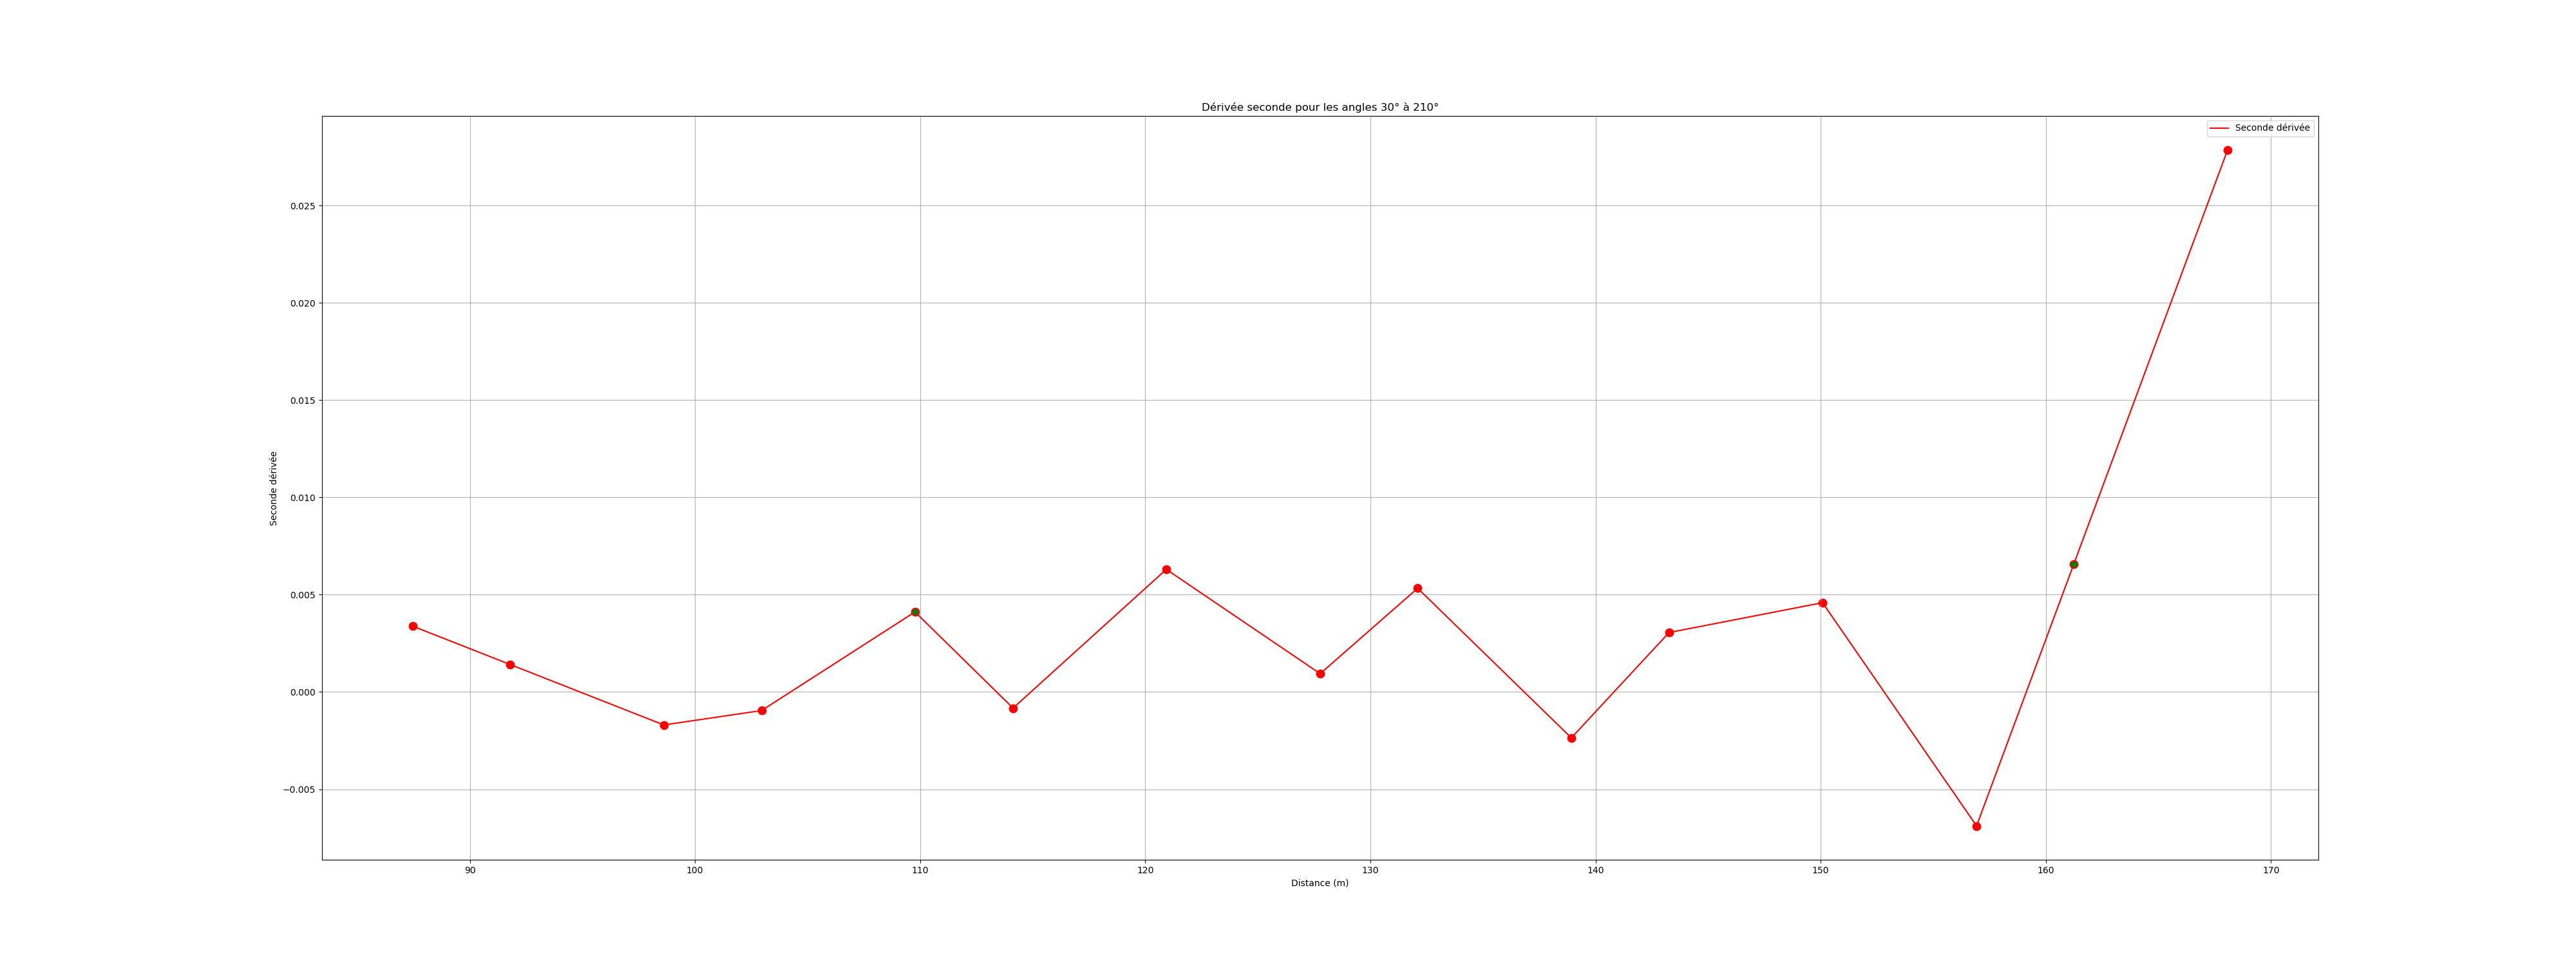 Dérivée seconde pour les angles 30° à 210°
Seconde dérivée
0.025
0.020
0.015
0.010
0.005
0.000
−0.005
Seconde dérivée
90 100 110 120 130 140 150 160 170
Distance (m)